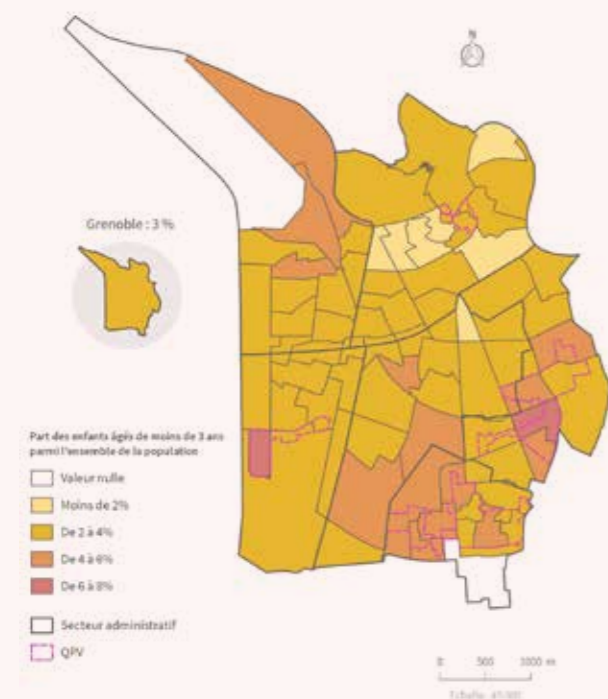 N
Grenoble : 3 %
Part des enfants âgés de moins de 3 ans
parmi l'ensemble de la population
Valeur nulle
Moins de 2%
De 2 à 4%
De 4 à 6%
De 6 à 8%
Secteur administratif
QPV
0 500 1000 m
Echelle